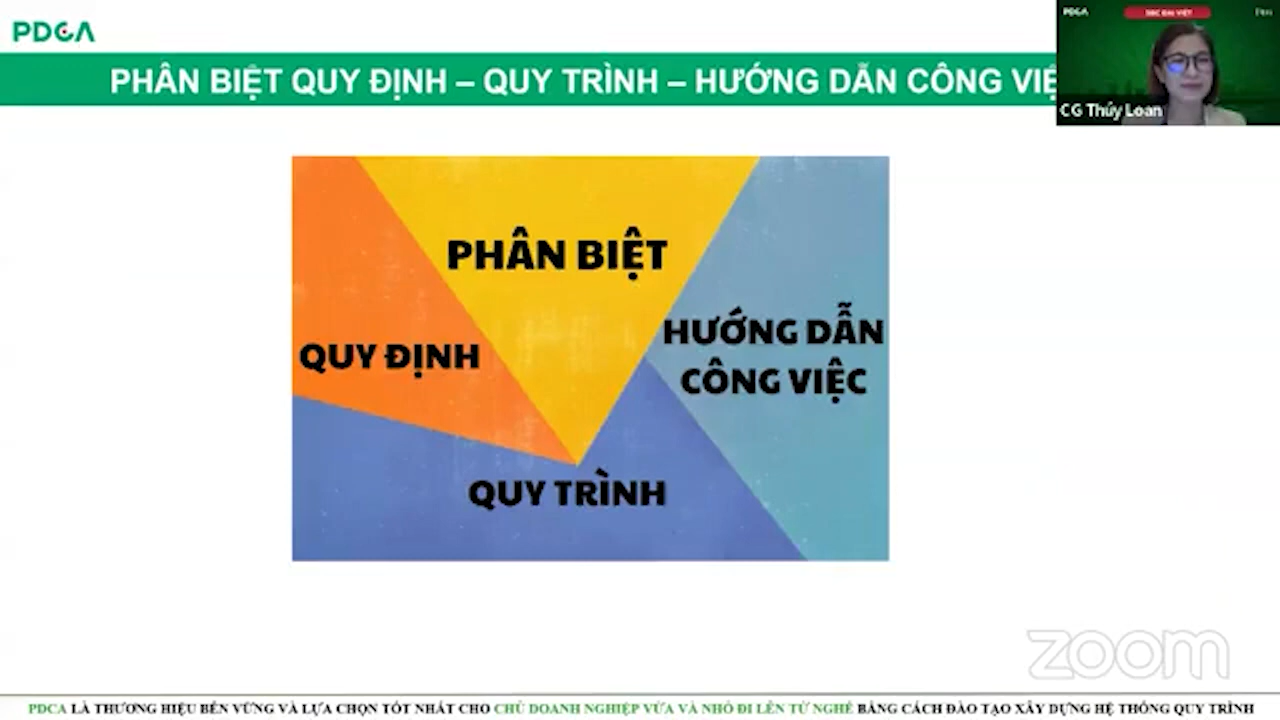 PDCA
PHÂN BIỆT QUY ĐỊNH – QUY TRÌNH – HƯỚNG DẪN CÔNG VIỆ
PDCA
CG Thúy Loan
PHÂN BIỆT
HƯỚNG DẪN
CÔNG VIỆC
QUY ĐỊNH
QUY TRÌNH
zoom
PDCA LÀ THƯƠNG HIỆU BỀN VỮNG VÀ LỰA CHỌN TỐT NHẤT CHO CHỦ DOANH NGHIỆP VỪA VÀ NHỎ ĐI LÊN TỪ NGHỀ BẰNG CÁCH ĐÀO TẠO XÂY DỰNG HỆ THỐNG QUY TRÌNH